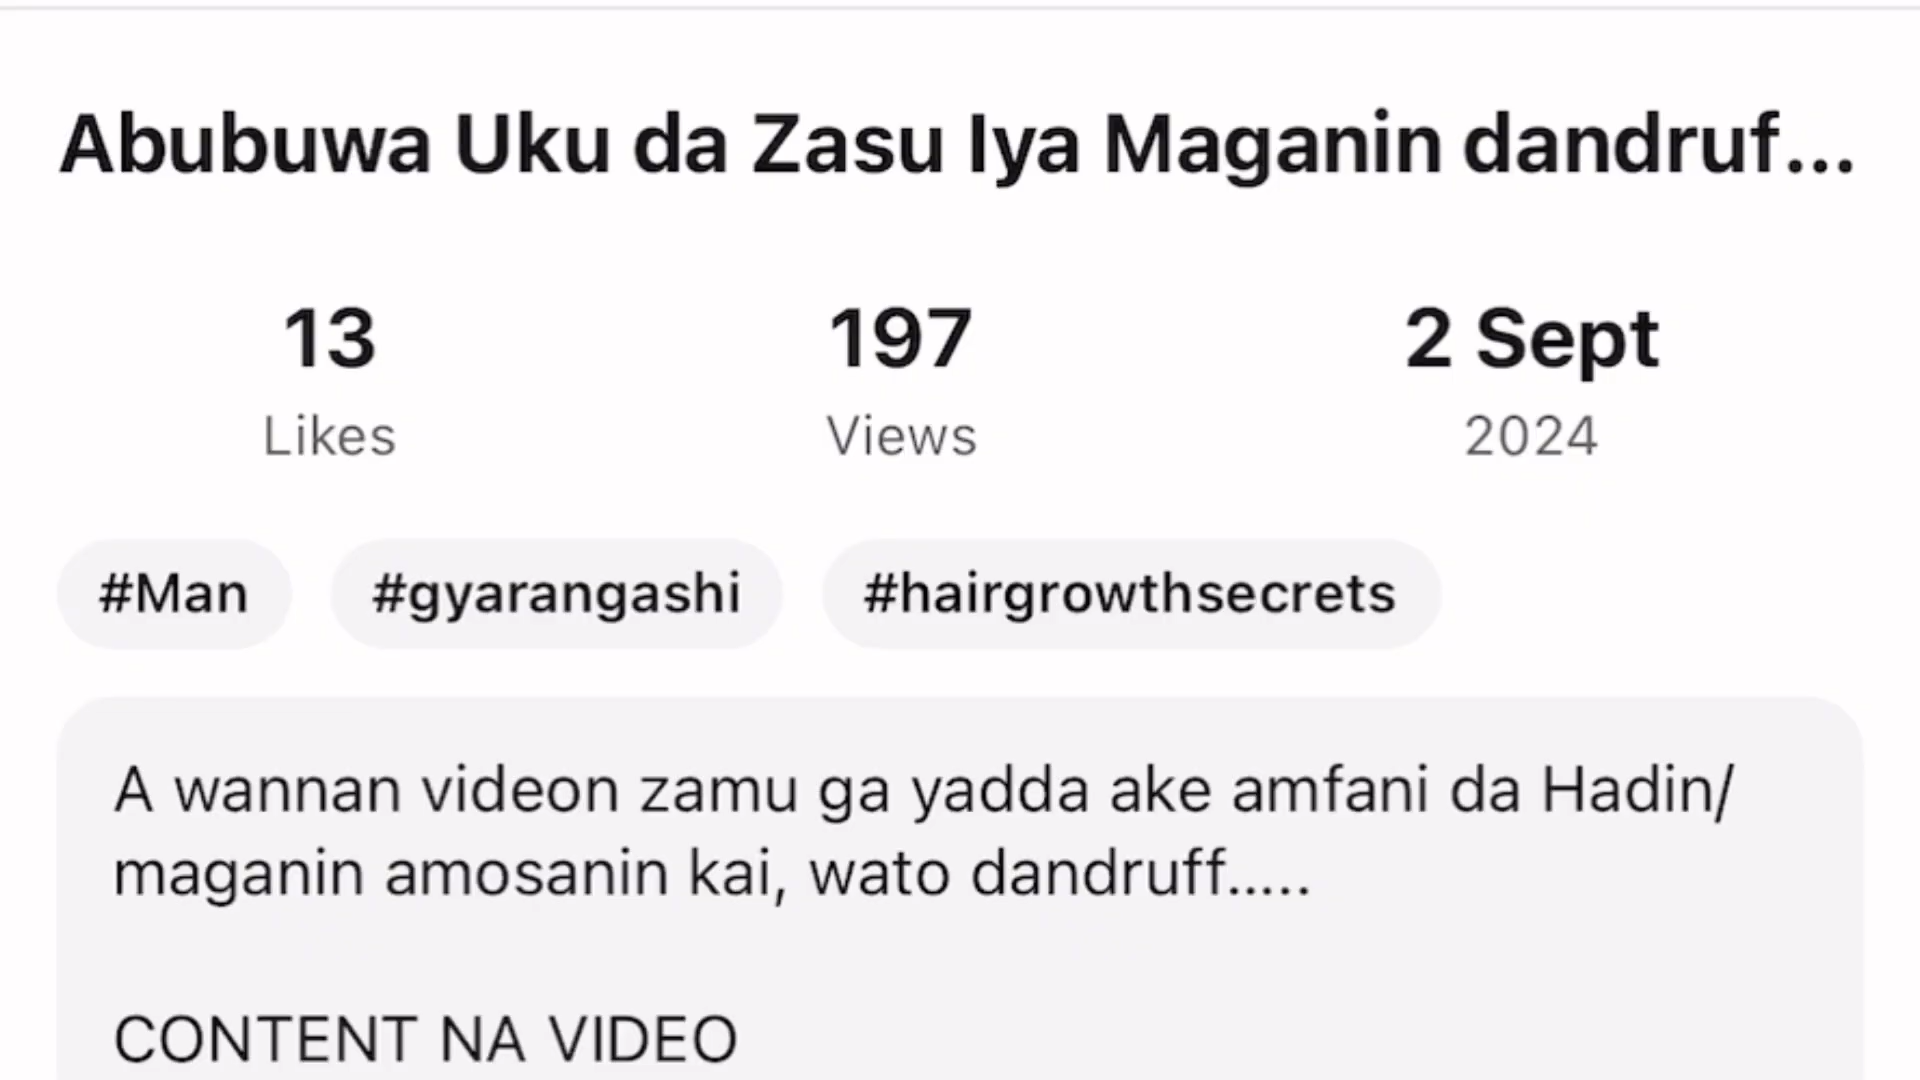 Abubuwa Uku da Zasu Iya Maganin dandruf...
13 197 2 Sept
Likes Views 2024
#Man #gyarangashi #hairgrowthsecrets
A wannan videon zamu ga yadda ake amfani da Hadin/
maganin amosanin kai, wato dandruff.....
CONTENT NA VIDEO